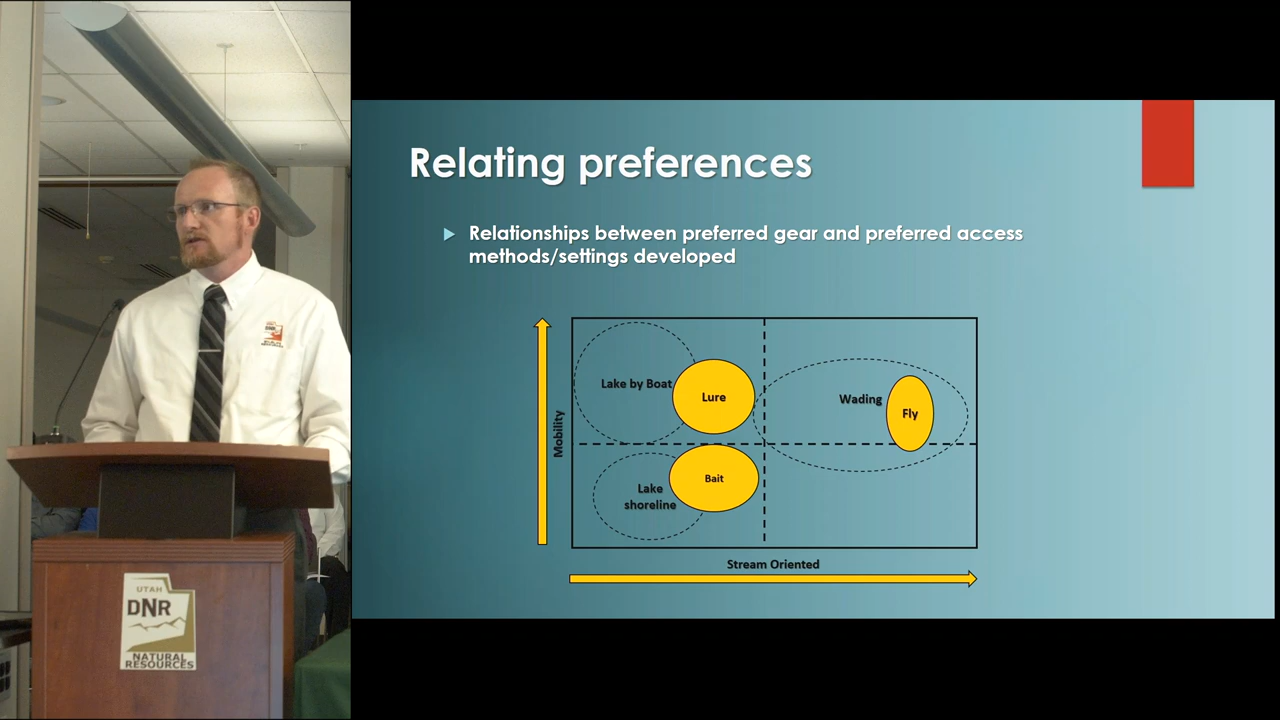 Relating preferences
Relationships between preferred gear and preferred access
methods/settings developed
Lake by Boat
Lure
Wading
Fly
Mobility
Bait
Lake
shoreline
Stream Oriented
DNR
UTAH
DNR
NATURAL
RESOURCES